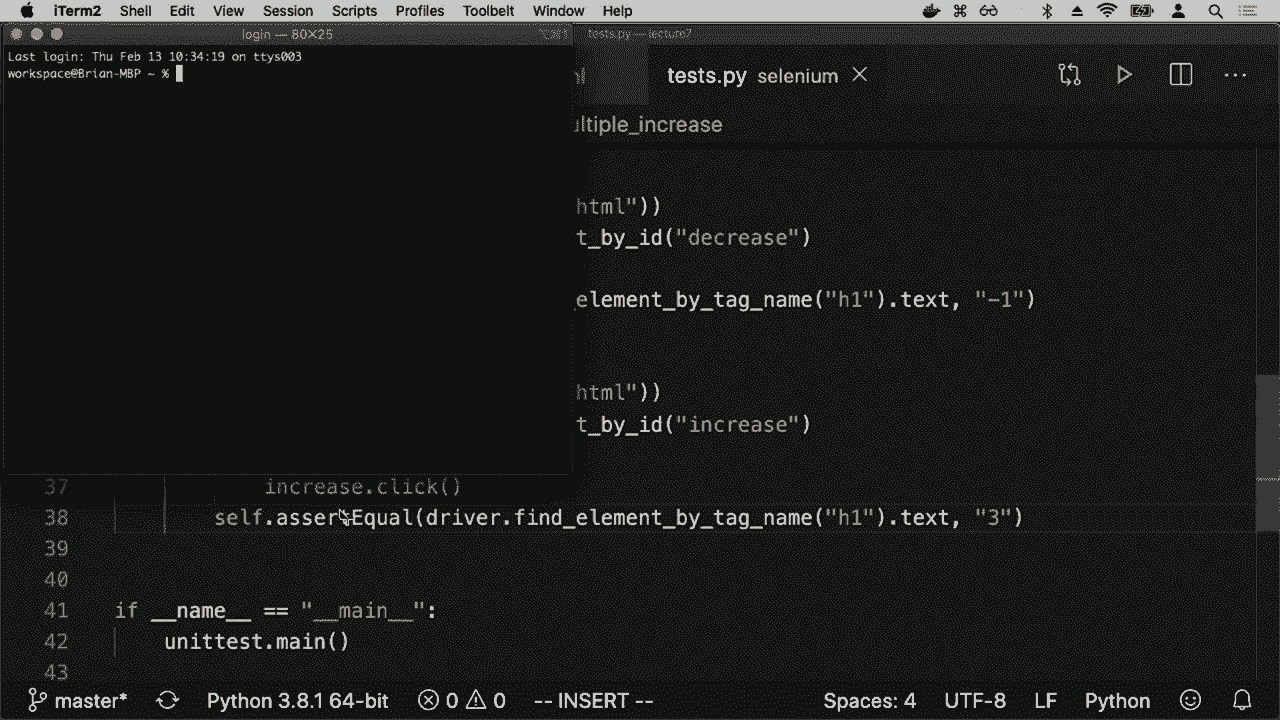 iTerm2 Shell Edit View Session Scripts Profiles Toolbelt Window Help
login — 80×25
Last login: Thu Feb 13 10:34:19 on ttys003
workspace@Brian-MBP ~ %
tests.py — lecture7
tests.py selenium
ultiple_increase
html"))
t_by_id("decrease")
_element_by_tag_name("h1").text, "-1")
html"))
t_by_id("increase")
37 increase.click()
38 self.assertEqual(driver.find_element_by_tag_name("h1").text, "3")
39
40
41 if __name__ == "__main__":
42 unittest.main()
43
master* Python 3.8.1 64-bit 0 0 -- INSERT -- Spaces: 4 UTF-8 LF Python